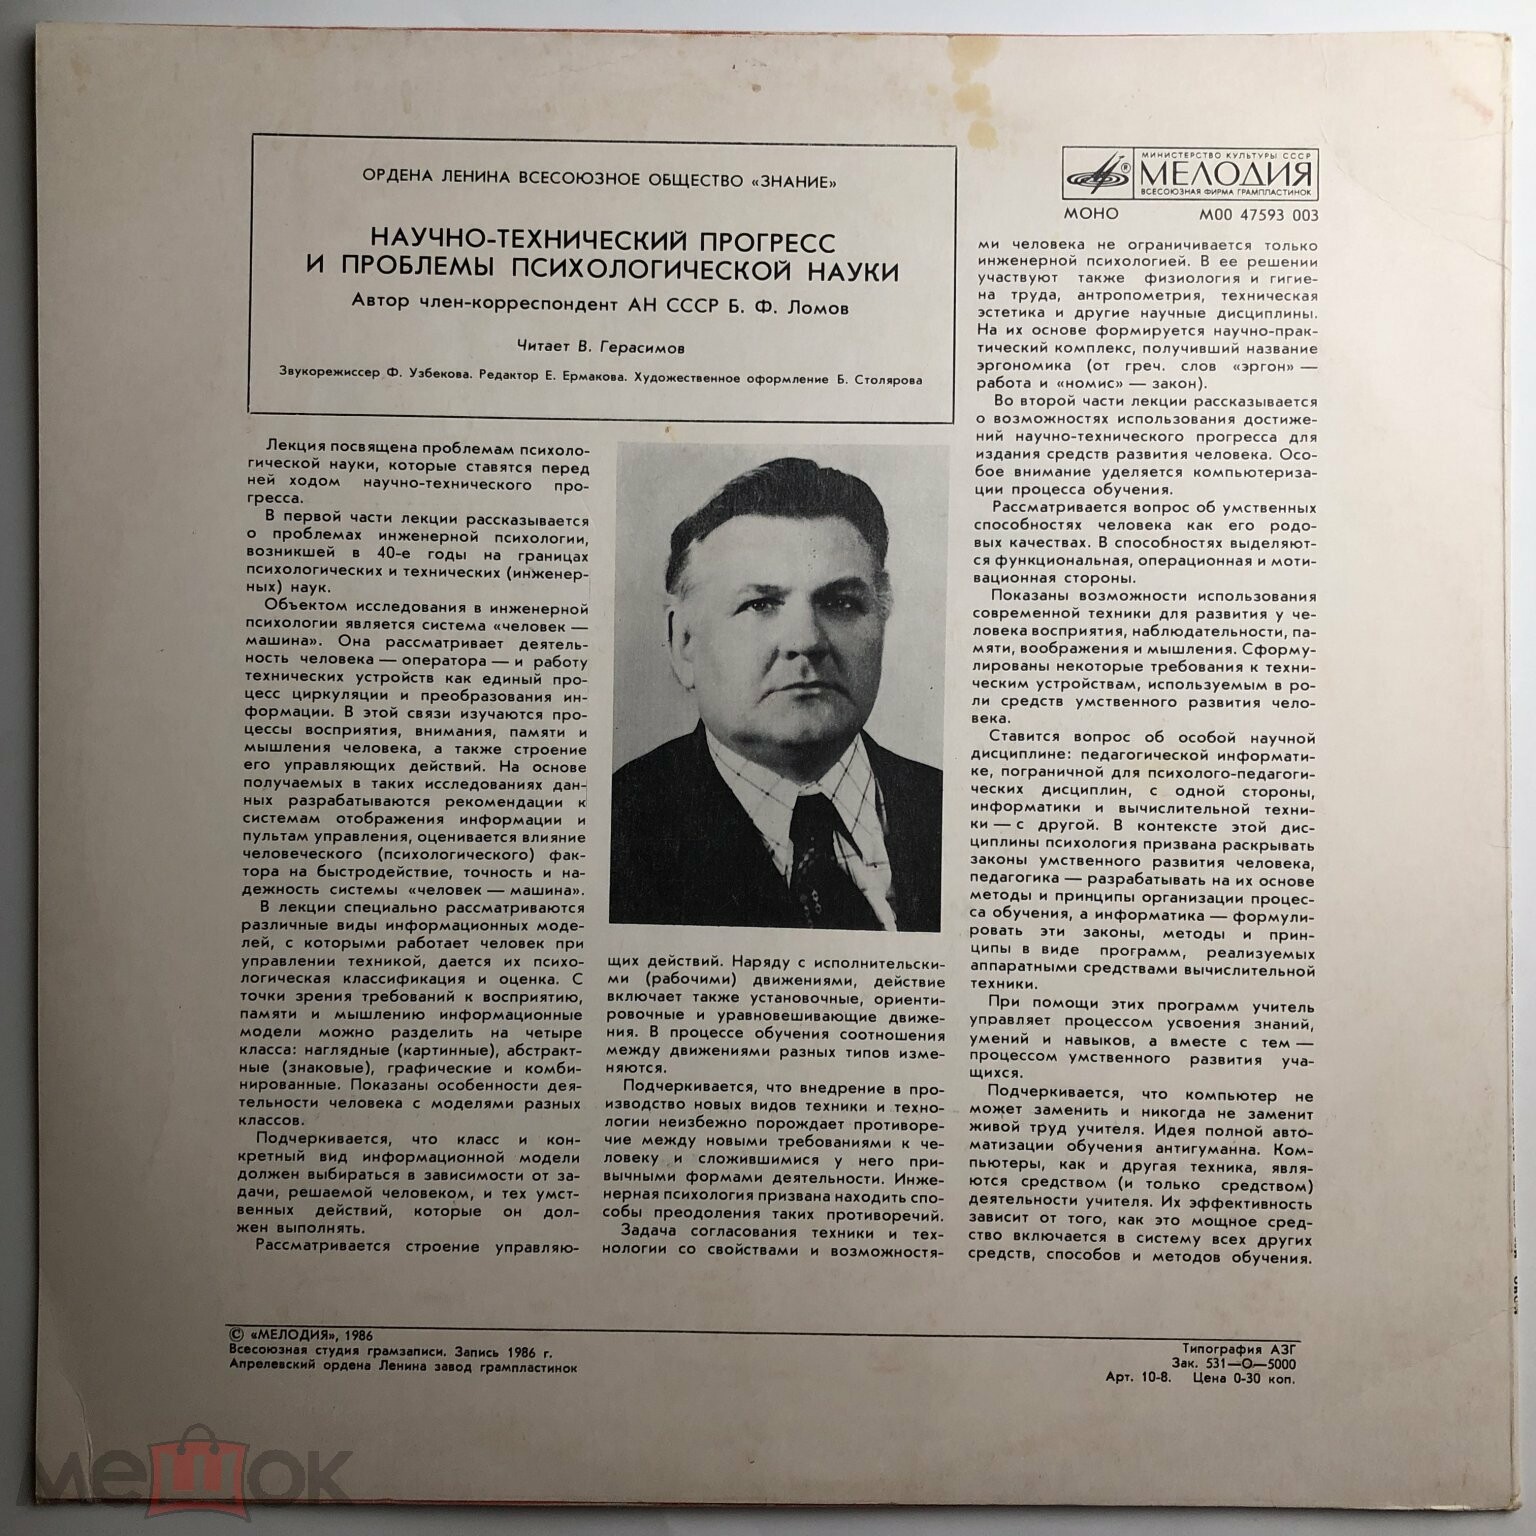 ОРДЕНА ЛЕНИНА ВСЕСОЮЗНОЕ ОБЩЕСТВО «ЗНАНИЕ»
НАУЧНО-ТЕХНИЧЕСКИЙ ПРОГРЕСС
И ПРОБЛЕМЫ ПСИХОЛОГИЧЕСКОЙ НАУКИ
Автор член-корреспондент АН СССР Б. Ф. Ломов
Читает В. Герасимов
Звукорежиссер Ф. Узбекова. Редактор Е. Ермакова. Художественное оформление Б. Столярова
МИНИСТЕРСТВО КУЛЬТУРЫ СССР
МЕЛОДИЯ
ВСЕСОЮЗНАЯ ФИРМА ГРАМПЛАСТИНОК
МОНО М00 47593 003
Лекция посвящена проблемам психоло-
гической науки, которые ставятся перед
ней ходом научно-технического про-
гресса.
В первой части лекции рассказывается
о проблемах инженерной психологии,
возникшей в 40-е годы на границах
психологических и технических (инженер-
ных) наук.
Объектом исследования в инженерной
психологии является система «человек —
машина». Она рассматривает деятель-
ность человека — оператора — и работу
технических устройств как единый про-
цесс циркуляции и преобразования ин-
формации. В этой связи изучаются про-
цессы восприятия, внимания, памяти и
мышления человека, а также строение
его управляющих действий. На основе
получаемых в таких исследованиях дан-
ных разрабатываются рекомендации к
системам отображения информации и
пультам управления, оценивается влияние
человеческого (психологического) фак-
тора на быстродействие, точность и на-
дежность системы «человек — машина».
В лекции специально рассматриваются
различные виды информационных моде-
лей, с которыми работает человек при
управлении техникой, дается их психо-
логическая классификация и оценка. С
точки зрения требований к восприятию,
памяти и мышлению информационные
модели можно разделить на четыре
класса: наглядные (картинные), абстракт-
ные (знаковые), графические и комби-
нированные. Показаны особенности дея-
тельности человека с моделями разных
классов.
Подчеркивается, что класс и кон-
кретный вид информационной модели
должен выбираться в зависимости от за-
дачи, решаемой человеком, и тех умст-
венных действий, которые он дол-
жен выполнять.
Рассматривается строение управляю-
щих действий. Наряду с исполнительски-
ми (рабочими) движениями, действие
включает также установочные, ориенти-
ровочные и уравновешивающие движе-
ния. В процессе обучения соотношения
между движениями разных типов изме-
няются.
Подчеркивается, что внедрение в про-
изводство новых видов техники и техно-
логии неизбежно порождает противоре-
чие между новыми требованиями к че-
ловеку и сложившимися у него при-
вычными формами деятельности. Инже-
нерная психология призвана находить спо-
собы преодоления таких противоречий.
Задача согласования техники и тех-
нологии со свойствами и возможностя-
ми человека не ограничивается только
инженерной психологией. В ее решении
участвуют также физиология и гигие-
на труда, антропометрия, техническая
эстетика и другие научные дисциплины.
На их основе формируется научно-прак-
тический комплекс, получивший название
эргономика (от греч. слов «эргон» —
работа и «номис» — закон).
Во второй части лекции рассказывается
о возможностях использования достиже-
ний научно-технического прогресса для
издания средств развития человека. Осо-
бое внимание уделяется компьютериза-
ции процесса обучения.
Рассматривается вопрос об умственных
способностях человека как его родо-
вых качествах. В способностях выделяют-
ся функциональная, операционная и моти-
вационная стороны.
Показаны возможности использования
современной техники для развития у че-
ловека восприятия, наблюдательности, па-
мяти, воображения и мышления. Сформу-
лированы некоторые требования к техни-
ческим устройствам, используемым в ро-
ли средств умственного развития чело-
века.
Ставится вопрос об особой научной
дисциплине: педагогической информати-
ке, пограничной для психолого-педагоги-
ческих дисциплин, с одной стороны,
информатики и вычислительной техни-
ки — с другой. В контексте этой дис-
циплины психология призвана раскрывать
законы умственного развития человека,
педагогика — разрабатывать на их основе
методы и принципы организации процес-
са обучения, а информатика — формули-
ровать эти законы, методы и прин-
ципы в виде программ, реализуемых
аппаратными средствами вычислительной
техники.
При помощи этих программ учитель
управляет процессом усвоения знаний,
умений и навыков, а вместе с тем —
процессом умственного развития уча-
щихся.
Подчеркивается, что компьютер не
может заменить и никогда не заменит
живой труд учителя. Идея полной авто-
матизации обучения антигуманна. Ком-
пьютеры, как и другая техника, явля-
ются средством (и только средством)
деятельности учителя. Их эффективность
зависит от того, как это мощное сред-
ство включается в систему всех других
средств, способов и методов обучения.
© «МЕЛОДИЯ», 1986
Всесоюзная студия грамзаписи. Запись 1986 г.
Апрелевский ордена Ленина завод грампластинок
Типография АЗГ
Зак. 531—О—5000
Арт. 10-8. Цена 0-30 коп.
мешок